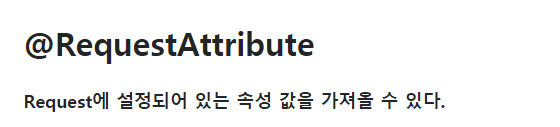 @RequestAttribute
Request에 설정되어 있는 속성 값을 가져올 수 있다.